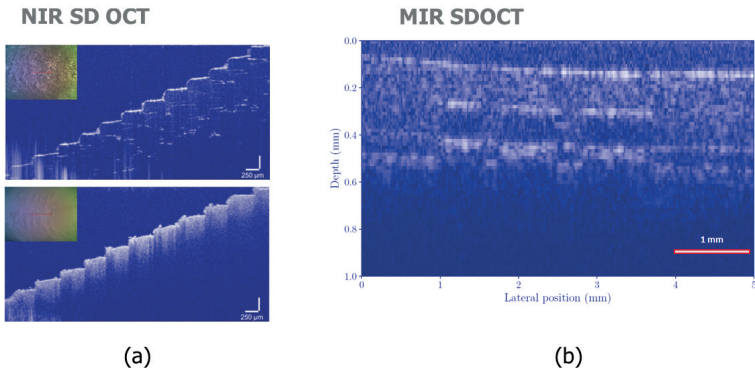 NIR SD OCT
MIR SDOCT
250 µm
250 µm
0.0
0.2
0.4
0.6
0.8
1.0
Depth (mm)
1 mm
0 1 2 3 4 5
Lateral position (mm)
(a)
(b)